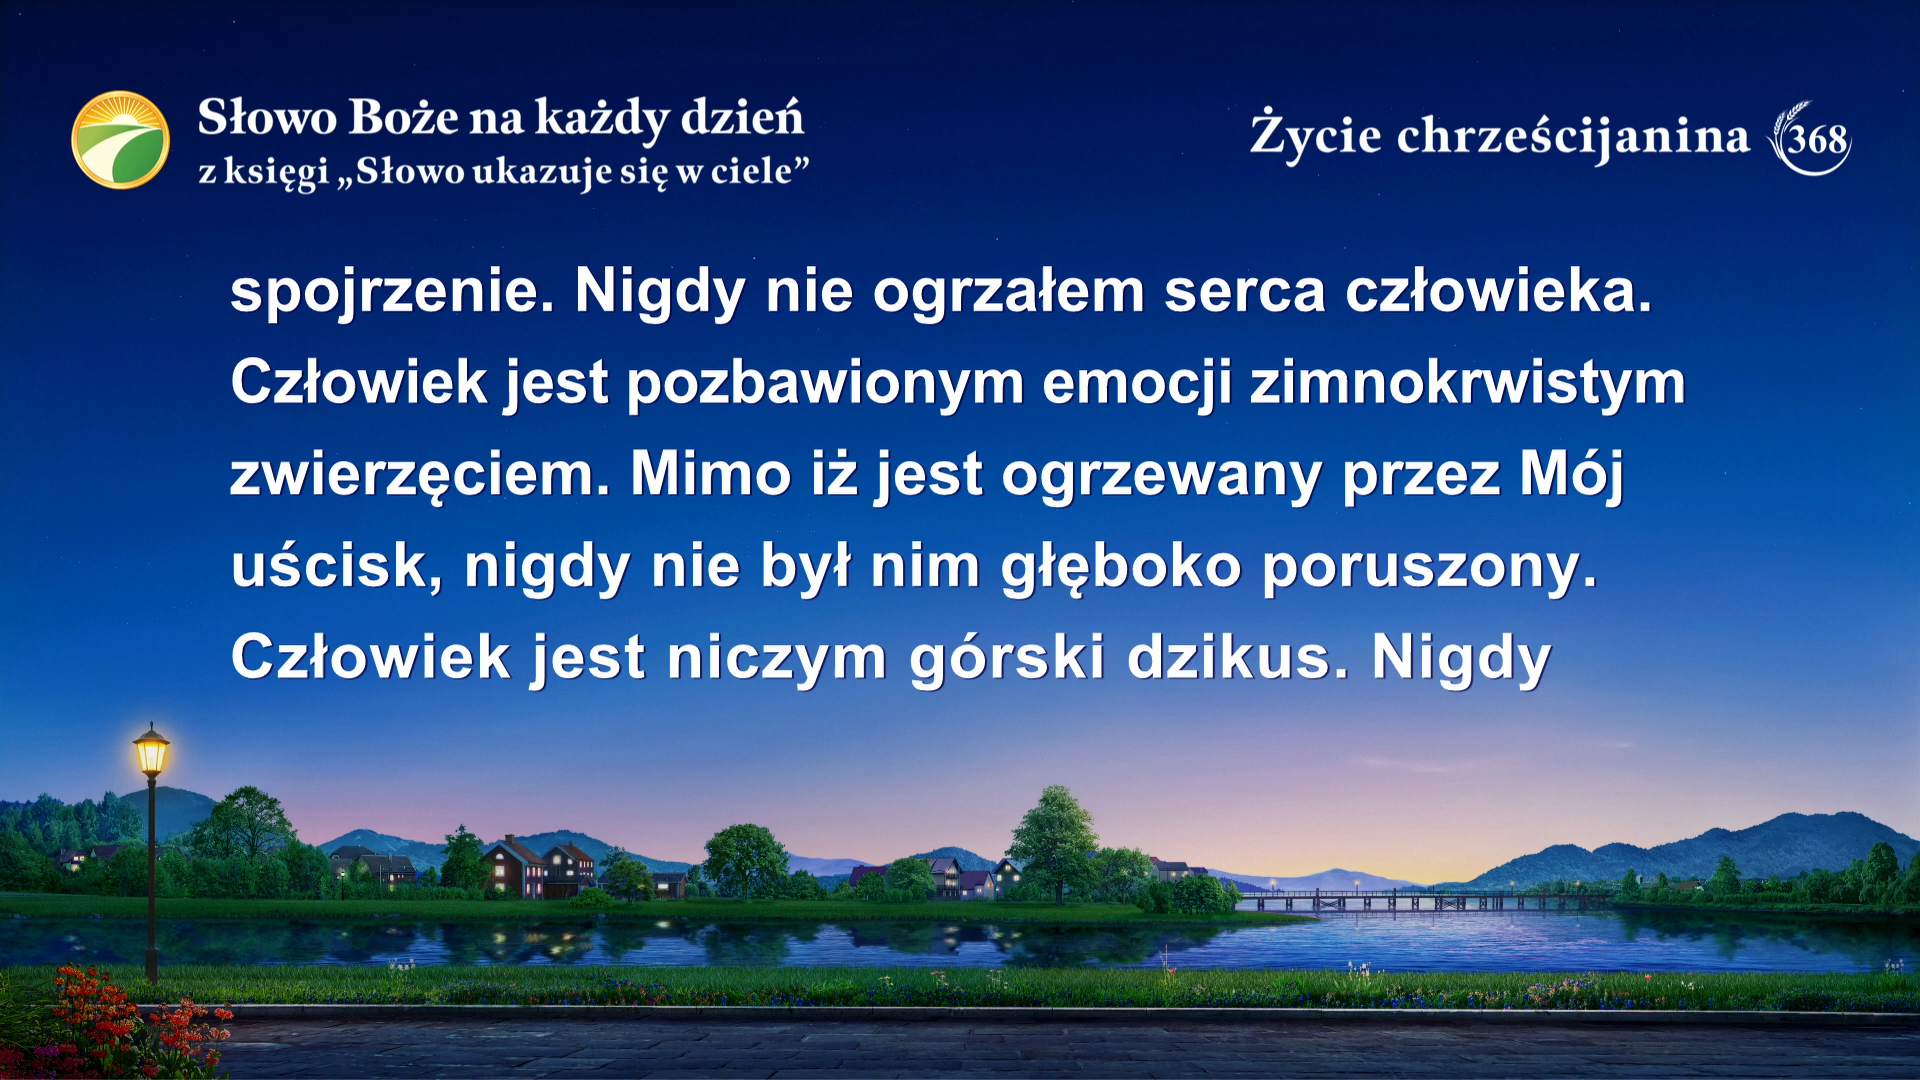 Słowo Boże na każdy dzień
z księgi „Słowo ukazuje się w ciele”
Życie chrześcijanina 368
spojrzenie. Nigdy nie ogrzałem serca człowieka.
Człowiek jest pozbawionym emocji zimnokrwistym
zwierzęciem. Mimo iż jest ogrzewany przez Mój
uścisk, nigdy nie był nim głęboko poruszony.
Człowiek jest niczym górski dzikus. Nigdy